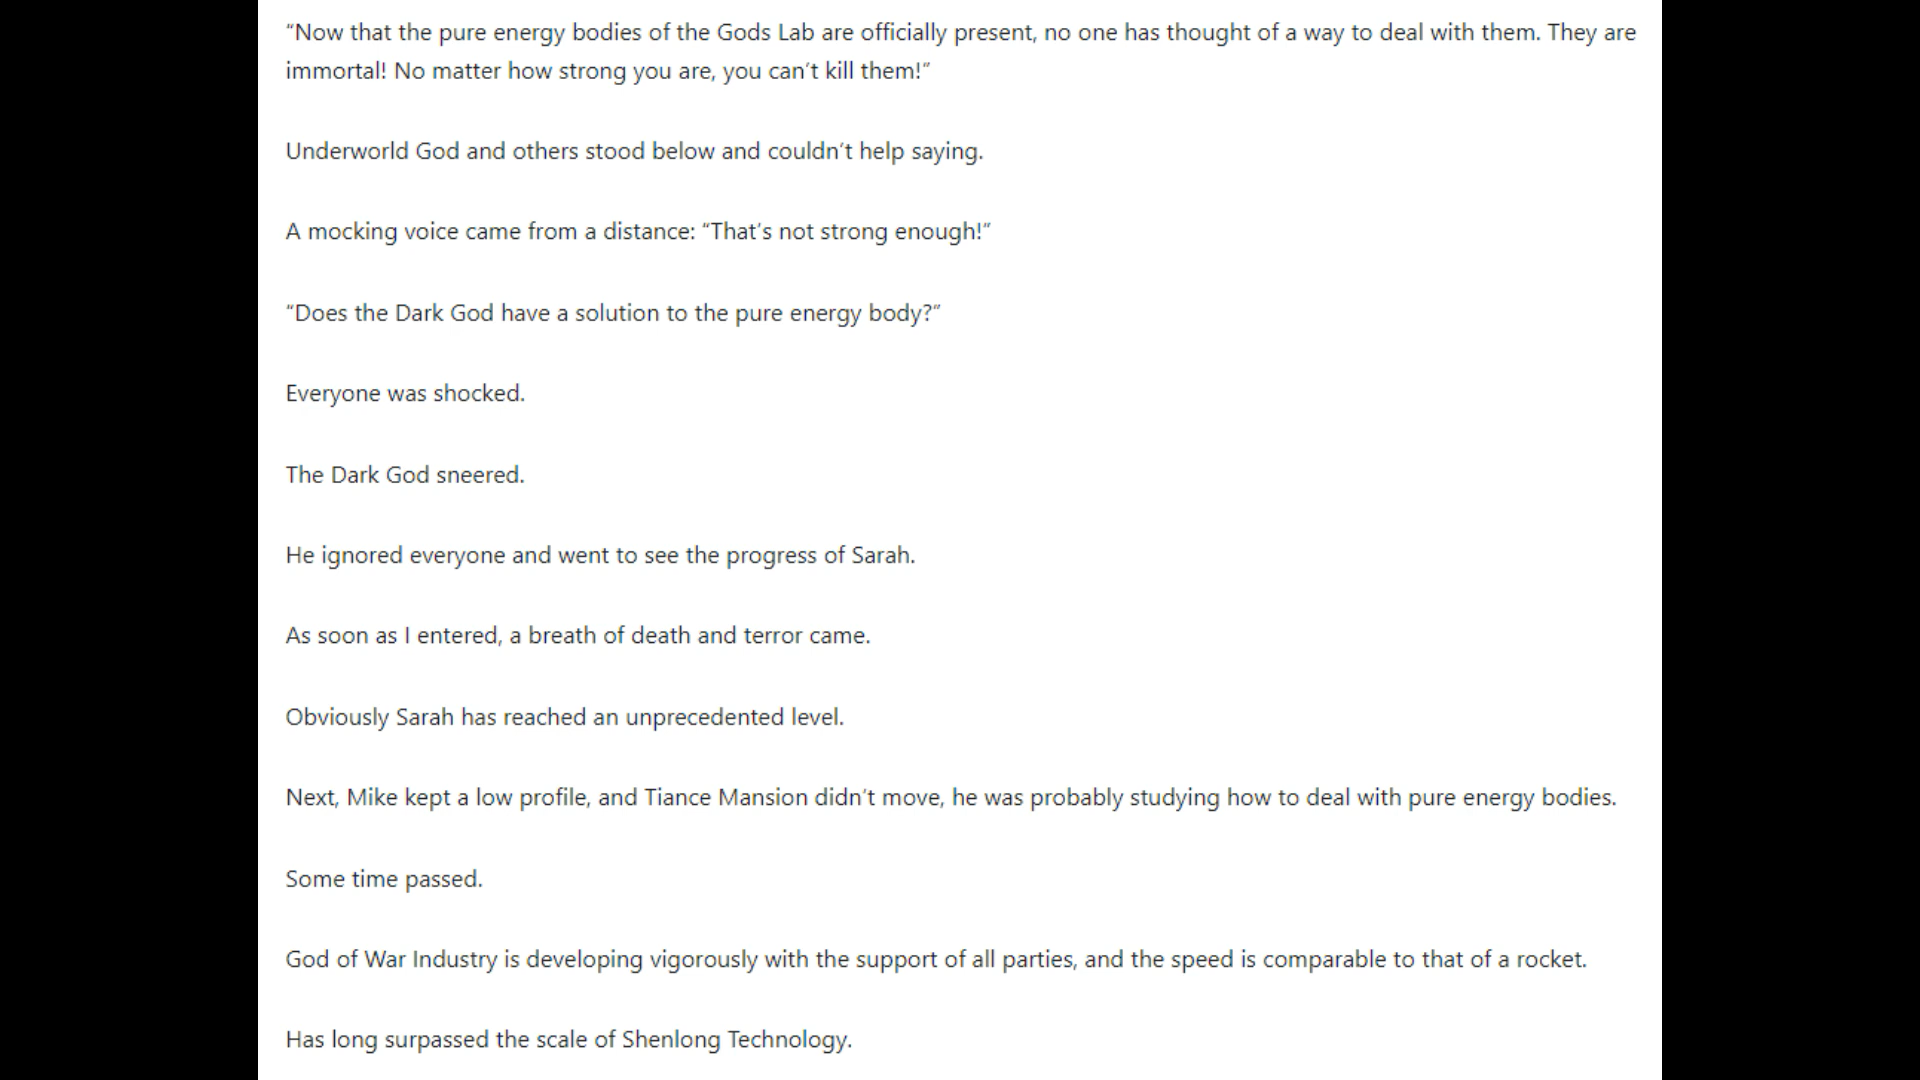 “Now that the pure energy bodies of the Gods Lab are officially present, no one has thought of a way to deal with them. They are
immortal! No matter how strong you are, you can’t kill them!”
Underworld God and others stood below and couldn’t help saying.
A mocking voice came from a distance: “That’s not strong enough!”
“Does the Dark God have a solution to the pure energy body?”
Everyone was shocked.
The Dark God sneered.
He ignored everyone and went to see the progress of Sarah.
As soon as I entered, a breath of death and terror came.
Obviously Sarah has reached an unprecedented level.
Next, Mike kept a low profile, and Tiance Mansion didn’t move, he was probably studying how to deal with pure energy bodies.
Some time passed.
God of War Industry is developing vigorously with the support of all parties, and the speed is comparable to that of a rocket.
Has long surpassed the scale of Shenlong Technology.